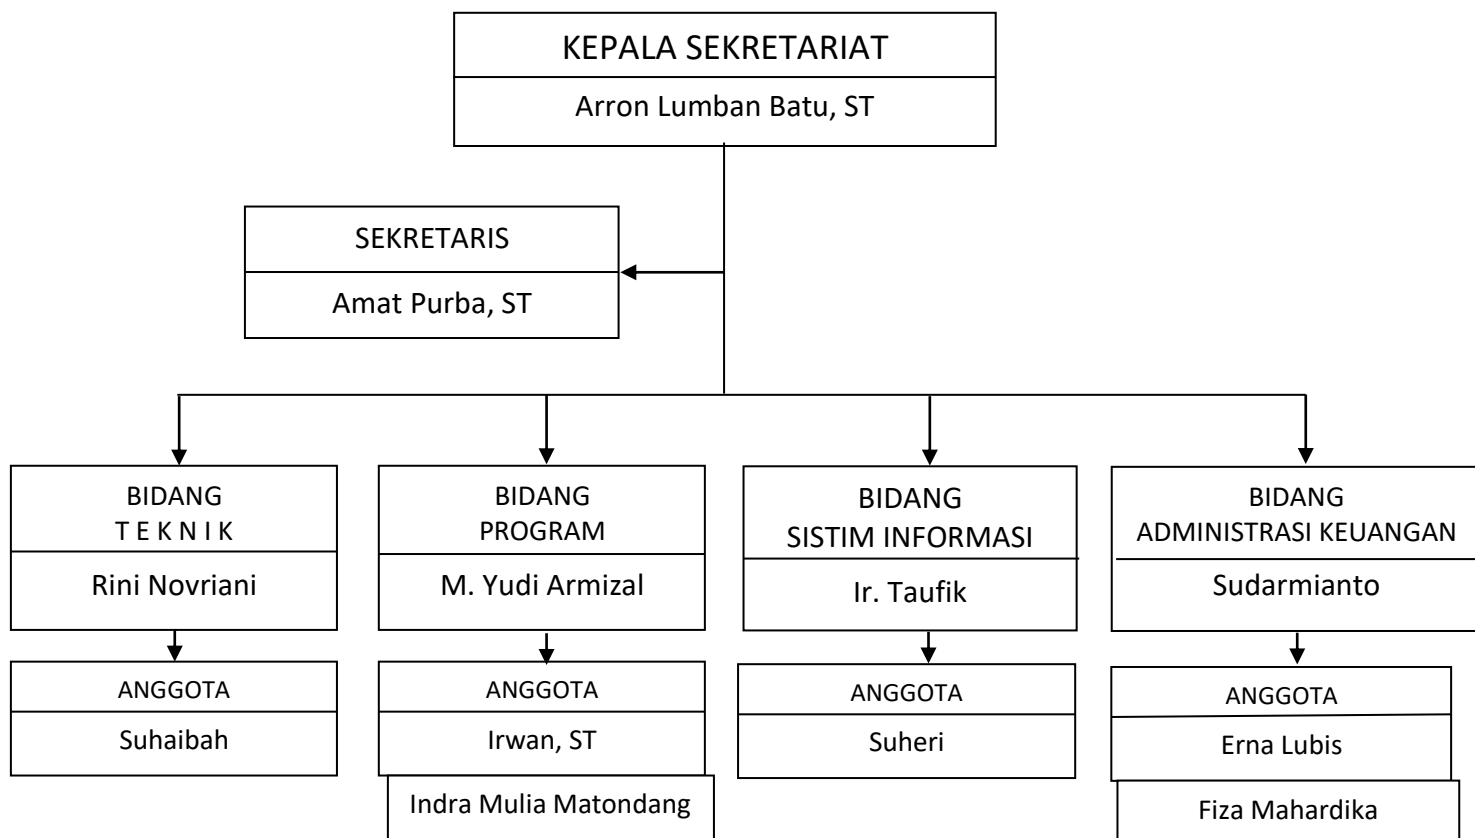 KEPALA SEKRETARIAT
Arron Lumban Batu, ST
SEKRETARIS
Amat Purba, ST
BIDANG
T E K N I K
Rini Novriani
BIDANG
PROGRAM
M. Yudi Armizal
BIDANG
SISTIM INFORMASI
Ir. Taufik
BIDANG
ADMINISTRASI KEUANGAN
Sudarmianto
ANGGOTA
Suhaibah
ANGGOTA
Irwan, ST
Indra Mulia Matondang
ANGGOTA
Suheri
ANGGOTA
Erna Lubis
Fiza Mahardika